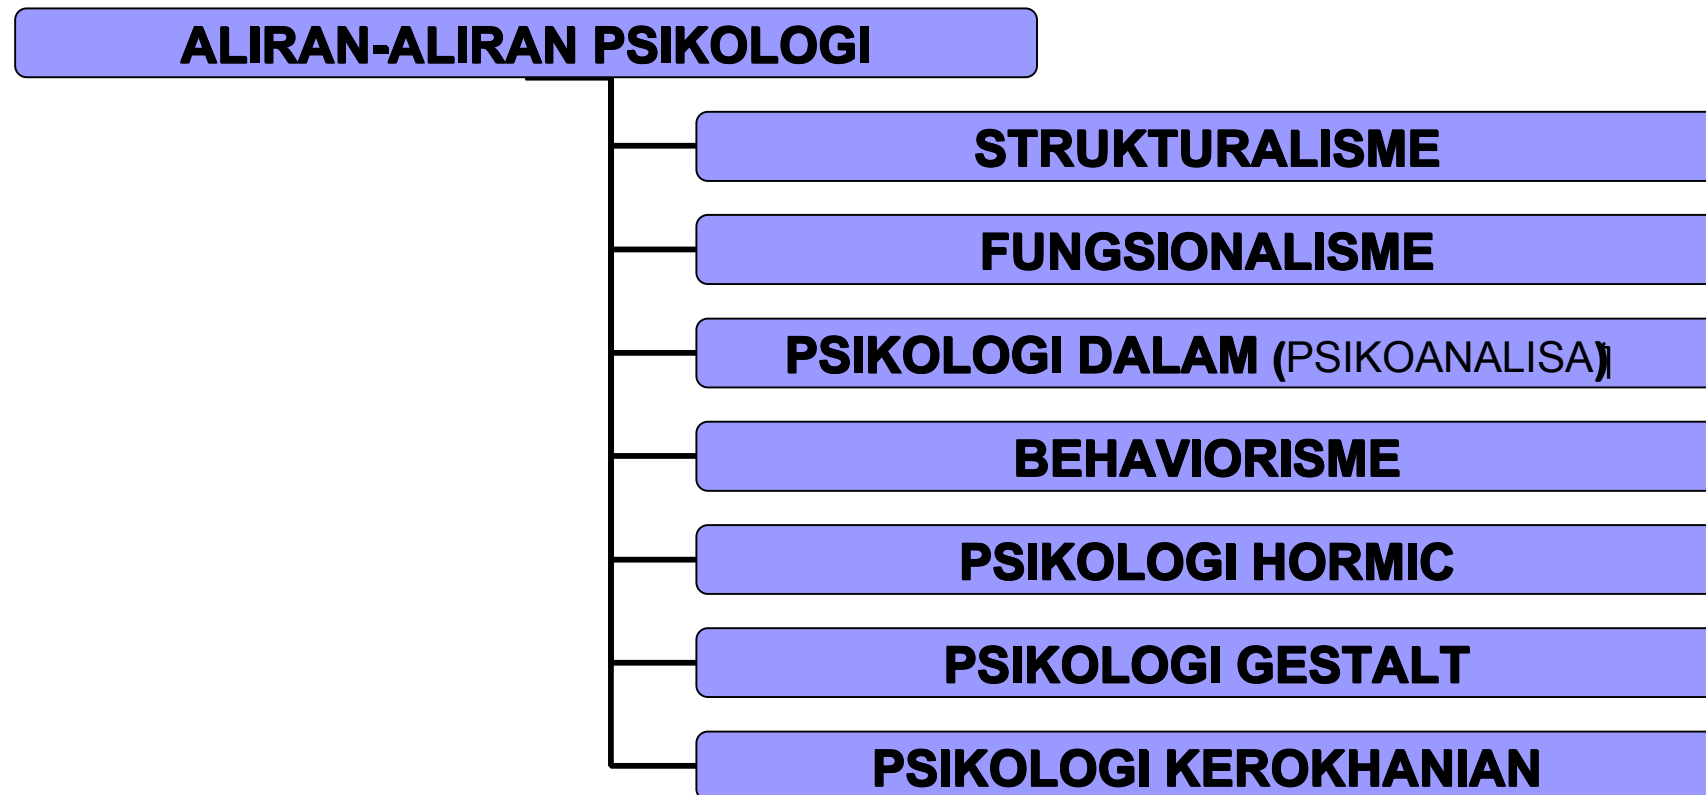 ALIRAN-ALIRAN PSIKOLOGI
STRUKTURALISME
FUNGSIONALISME
PSIKOLOGI DALAM (PSIKOANALISA)
BEHAVIORISME
PSIKOLOGI HORMIC
PSIKOLOGI GESTALT
PSIKOLOGI KEROKHANIAN